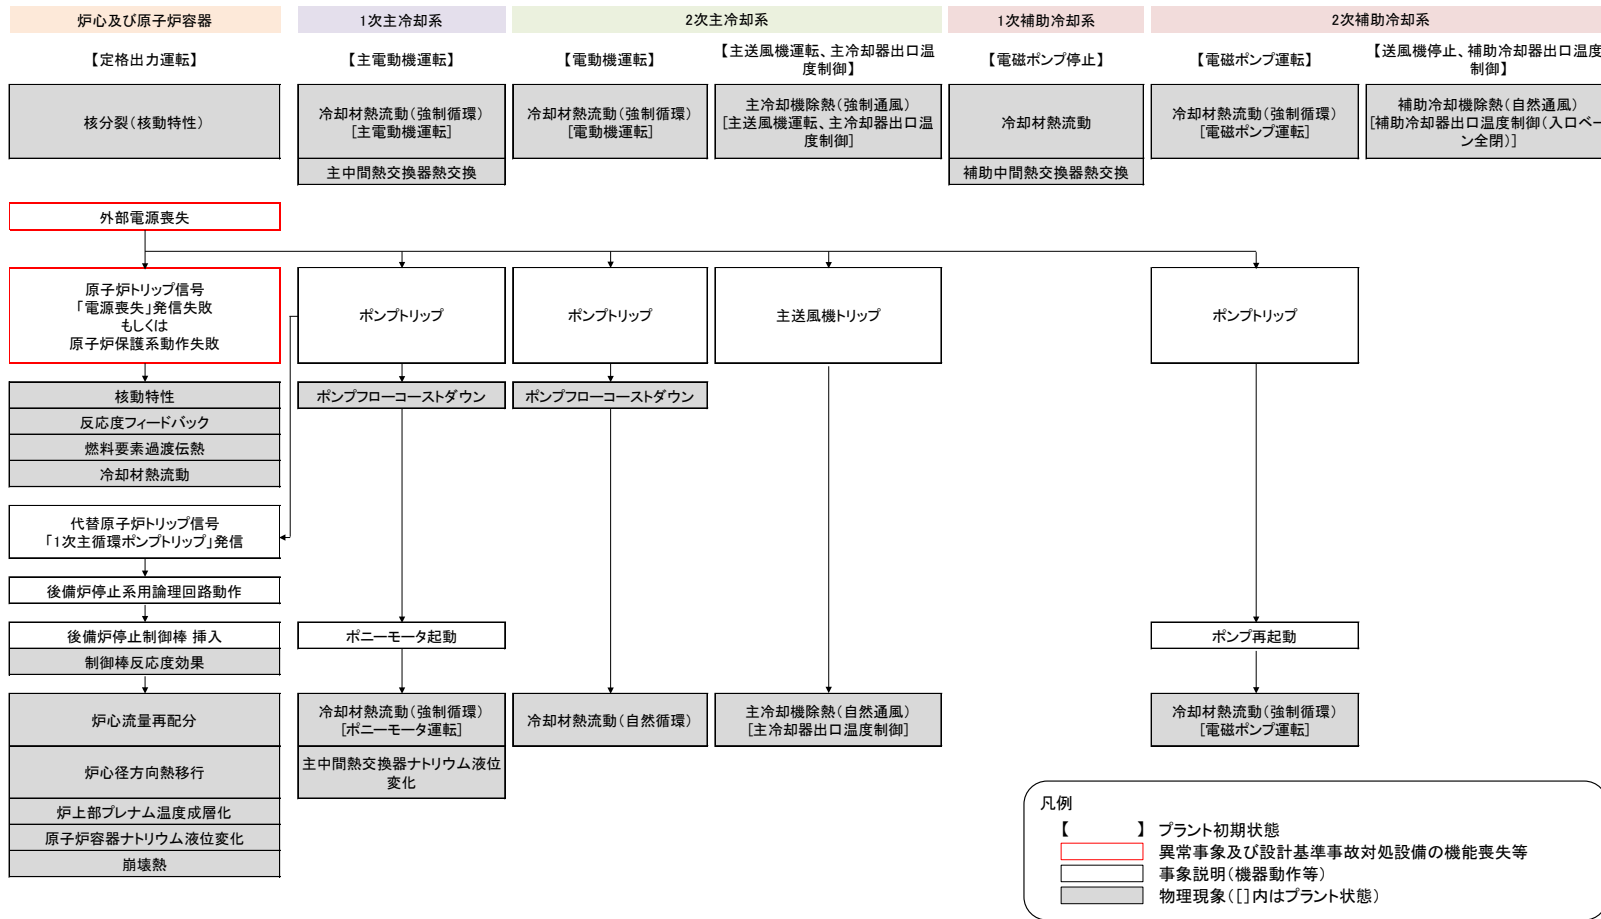 炉心及び原子炉容器
1次主冷却系
2次主冷却系
1次補助冷却系
2次補助冷却系
【定格出力運転】
【主電動機運転】
【電動機運転】
【主送風機運転、主冷却器出口温
度制御】
【電磁ポンプ停止】
【電磁ポンプ運転】
【送風機停止、補助冷却器出口温度
制御】
核分裂(核動特性)
冷却材熱流動(強制循環)
[主電動機運転]
冷却材熱流動(強制循環)
[電動機運転]
主冷却機除熱(強制通風)
[主送風機運転、主冷却器出口温
度制御]
冷却材熱流動
冷却材熱流動(強制循環)
[電磁ポンプ運転]
補助冷却機除熱(自然通風)
[補助冷却器出口温度制御(入口ベー
ン全閉)]
主中間熱交換器熱交換
補助中間熱交換器熱交換
外部電源喪失
原子炉トリップ信号
「電源喪失」発信失敗
もしくは
原子炉保護系動作失敗
ポンプトリップ
ポンプトリップ
主送風機トリップ
ポンプトリップ
核動特性
ポンプフローコーストダウン
ポンプフローコーストダウン
反応度フィードバック
燃料要素過渡伝熱
冷却材熱流動
代替原子炉トリップ信号
「1次主循環ポンプトリップ」発信
後備炉停止系用論理回路動作
後備炉停止制御棒 挿入
ポニーモータ起動
ポンプ再起動
制御棒反応度効果
炉心流量再配分
冷却材熱流動(強制循環)
[ポニーモータ運転]
冷却材熱流動(自然循環)
主冷却機除熱(自然通風)
[主冷却器出口温度制御]
冷却材熱流動(強制循環)
[電磁ポンプ運転]
炉心径方向熱移行
主中間熱交換器ナトリウム液位
変化
炉上部プレナム温度成層化
原子炉容器ナトリウム液位変化
崩壊熱
凡例
【 】 プラント初期状態
異常事象及び設計基準事故対処設備の機能喪失等
事象説明(機器動作等)
物理現象([]内はプラント状態)